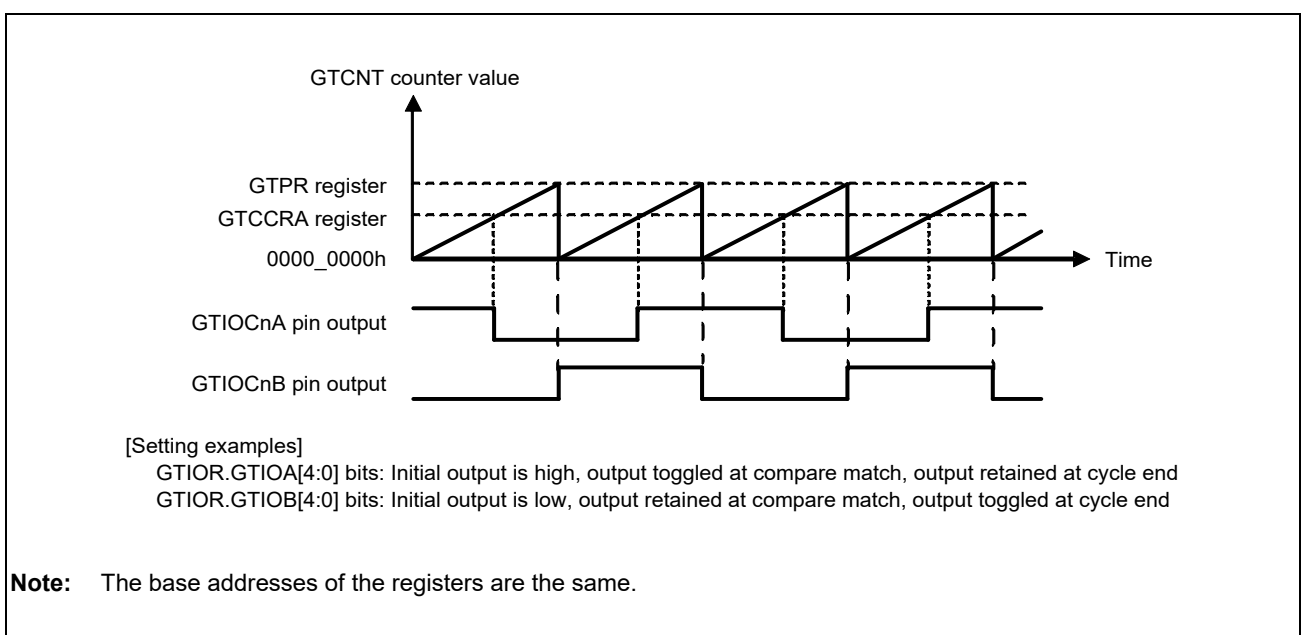 GTCNT counter value
GTPR register
GTCCRA register
0000_0000h
Time
GTIOCnA pin output
GTIOCnB pin output
[Setting examples]
GTIOR.GTIOA[4:0] bits: Initial output is high, output toggled at compare match, output retained at cycle end
GTIOR.GTIOB[4:0] bits: Initial output is low, output retained at compare match, output toggled at cycle end
Note: The base addresses of the registers are the same.